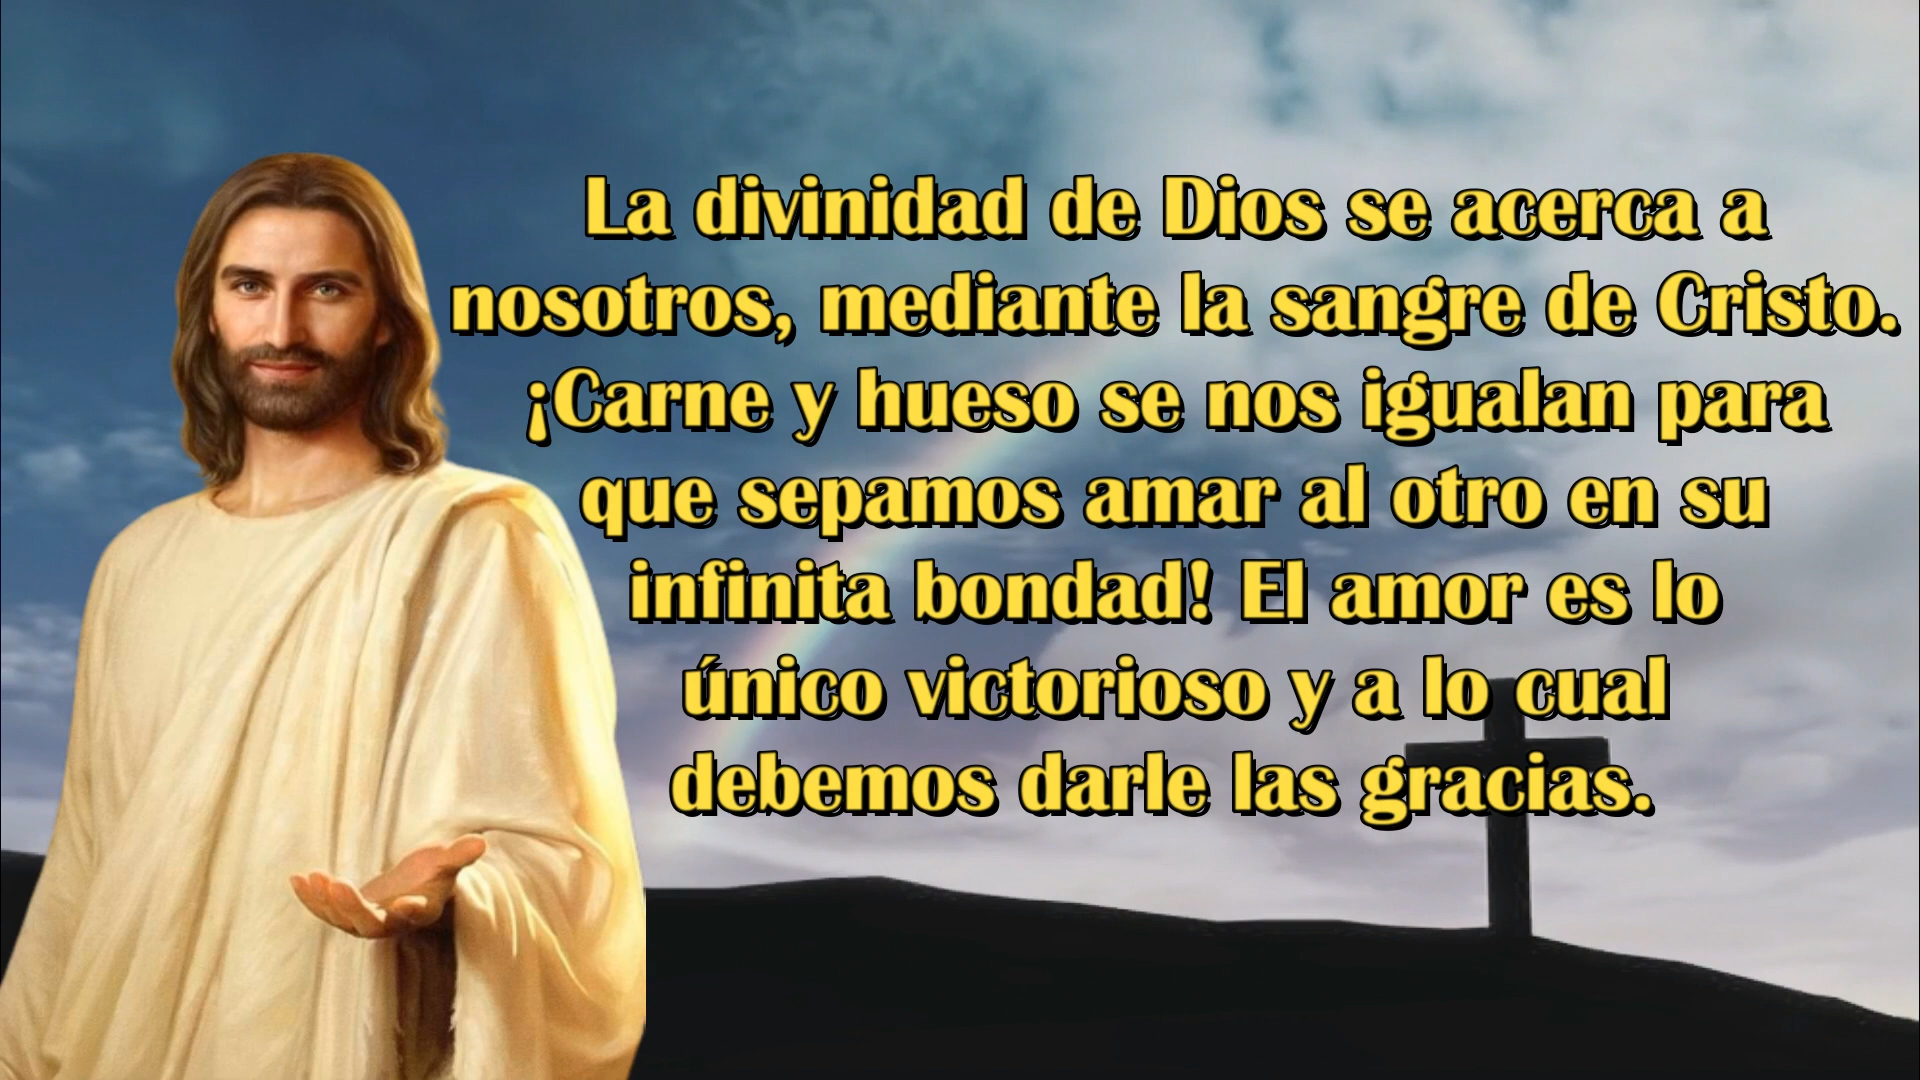 La divinidad de Dios se acerca a
nosotros, mediante la sangre de Cristo.
¡Carne y hueso se nos igualan para
que sepamos amar al otro en su
infinita bondad! El amor es lo
único victorioso y a lo cual
debemos darle las gracias.